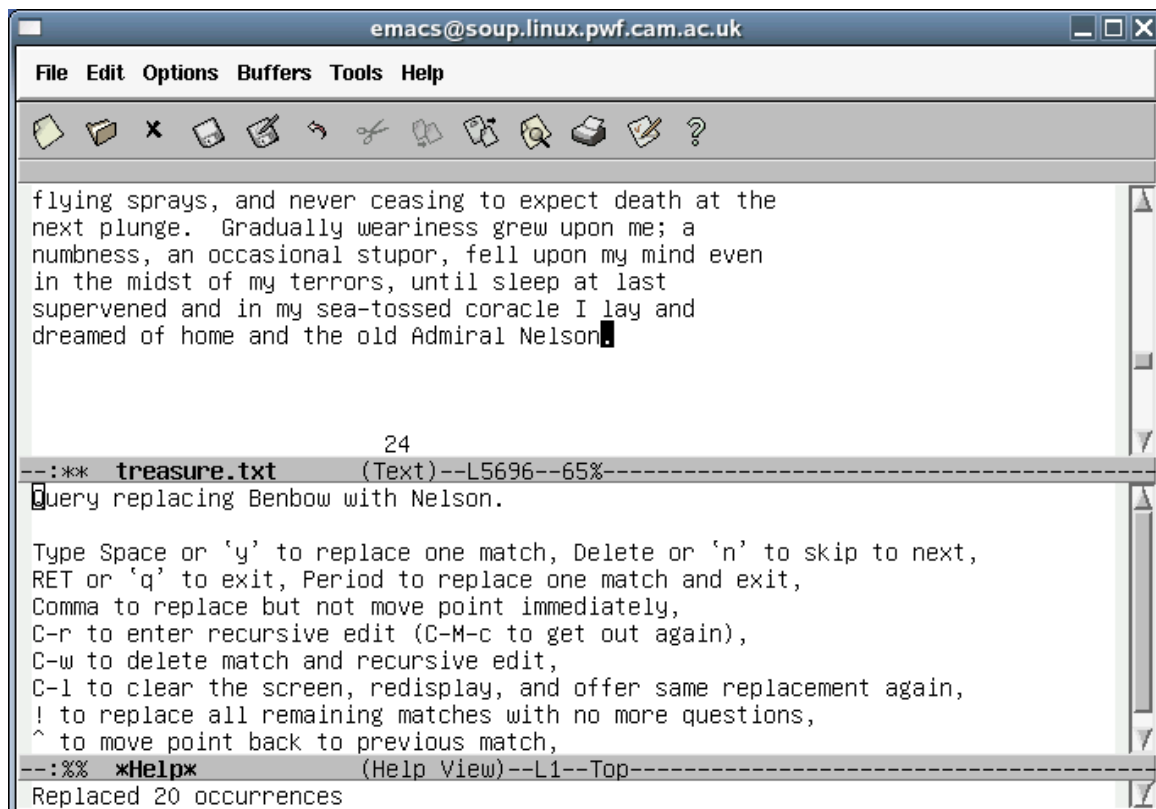 emacs@soup.linux.pwf.cam.ac.uk
File Edit Options Buffers Tools Help
flying sprays, and never ceasing to expect death at the
next plunge.  Gradually weariness grew upon me; a
numbness, an occasional stupor, fell upon my mind even
in the midst of my terrors, until sleep at last
supervened and in my sea-tossed coracle I lay and
dreamed of home and the old Admiral Nelson.
24
--:**  treasure.txt      (Text)--L5696--65%-----------------------------------------
Query replacing Benbow with Nelson.
Type Space or `y' to replace one match, Delete or `n' to skip to next,
RET or `q' to exit, Period to replace one match and exit,
Comma to replace but not move point immediately,
C-r to enter recursive edit (C-M-c to get out again),
C-w to delete match and recursive edit,
C-l to clear the screen, redisplay, and offer same replacement again,
! to replace all remaining matches with no more questions,
^ to move point back to previous match,
--:%%  *Help*            (Help View)--L1--Top---------------------------------------
Replaced 20 occurrences